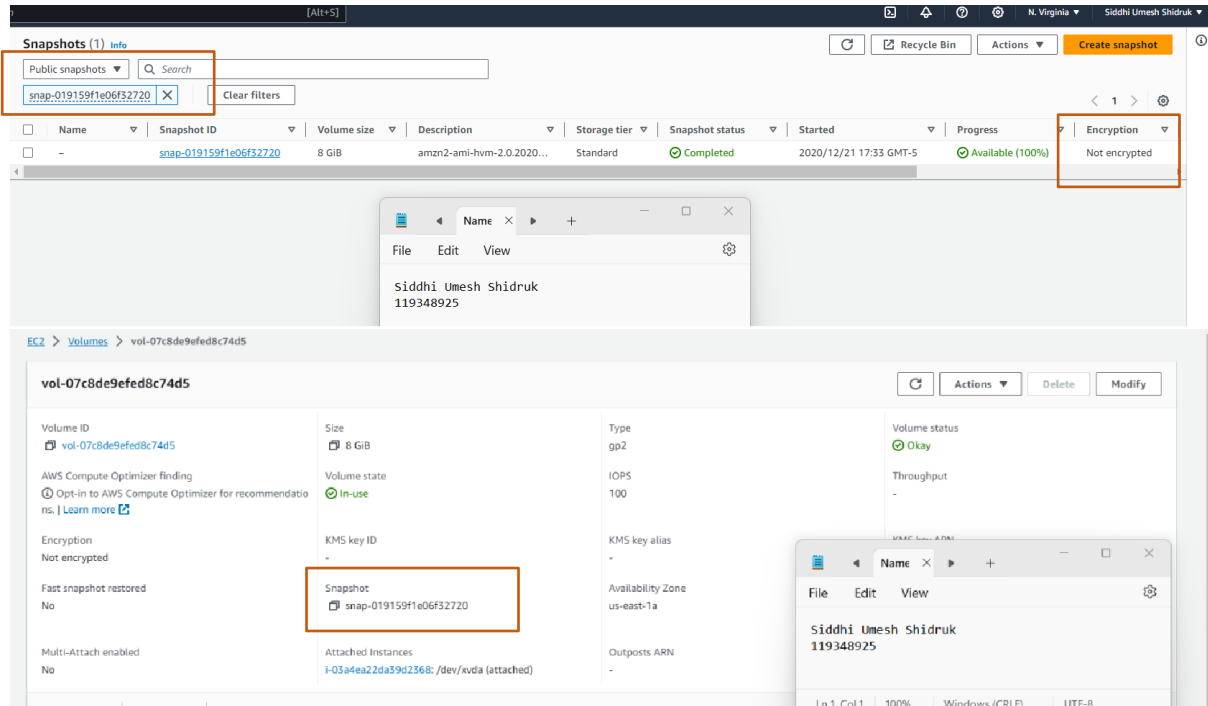 [Alt+S] N. Virginia ▼ Siddhi Umesh Shidruk ▼
Snapshots (1) Info Recycle Bin Actions ▼ Create snapshot
Public snapshots ▼ Search
snap-019159f1e06f32720 Clear filters
1
Name Snapshot ID Volume size Description Storage tier Snapshot status Started Progress Encryption
– snap-019159f1e06f32720 8 GiB amzn2-ami-hvm-2.0.2020... Standard Completed 2020/12/21 17:33 GMT-5 Available (100%) Not encrypted
Name
File Edit View
Siddhi Umesh Shidruk
119348925
EC2 > Volumes > vol-07c8de9efed8c74d5
vol-07c8de9efed8c74d5 Actions ▼ Delete Modify
Volume ID Size Type Volume status
vol-07c8de9efed8c74d5 8 GiB gp2 Okay
AWS Compute Optimizer finding Volume state IOPS Throughput
Opt-in to AWS Compute Optimizer for recommendatio In-use 100 -
ns. | Learn more
Encryption KMS key ID KMS key alias KMS key ARN
Not encrypted - -
Fast snapshot restored Snapshot Availability Zone
No snap-019159f1e06f32720 us-east-1a
Multi-Attach enabled Attached Instances Outposts ARN
No i-03a4ea22da39d2368: /dev/xvda (attached) -
Name
File Edit View
Siddhi Umesh Shidruk
119348925
Ln 1, Col 1 100% Windows (CRLF) UTF-8